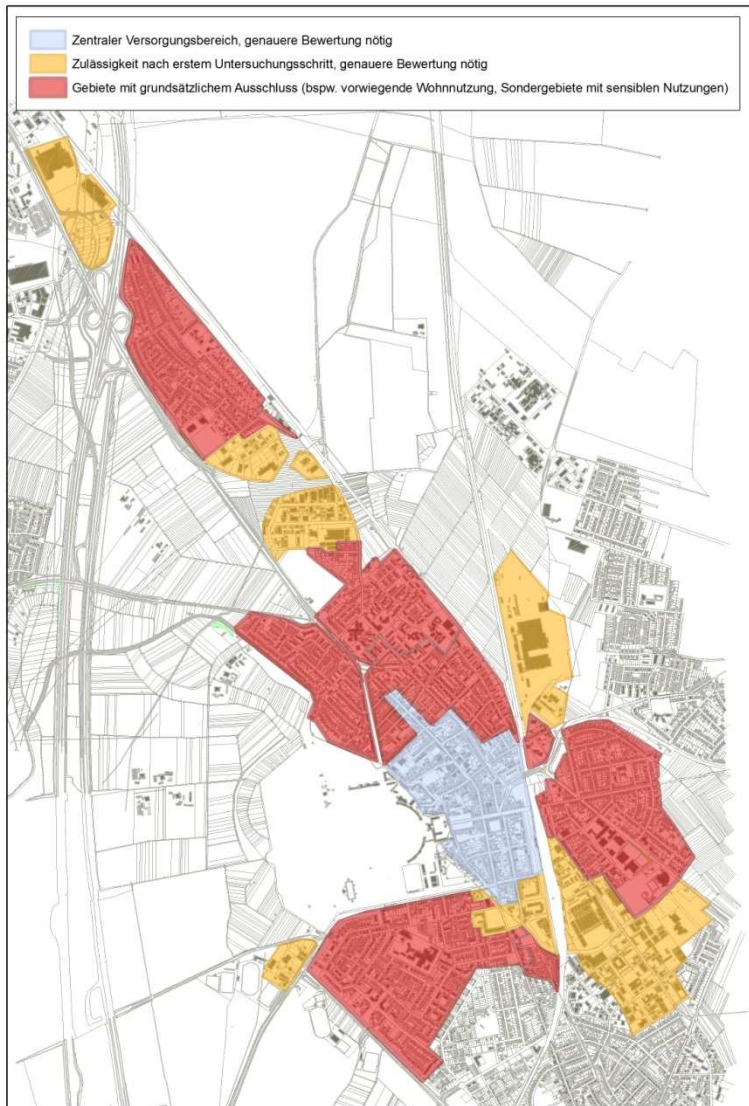 Zentraler Versorgungsbereich, genauere Bewertung nötig
Zulässigkeit nach erstem Untersuchungsschritt, genauere Bewertung nötig
Gebiete mit grundsätzlichem Ausschluss (bspw. vorwiegende Wohnnutzung, Sondergebiete mit sensiblen Nutzungen)